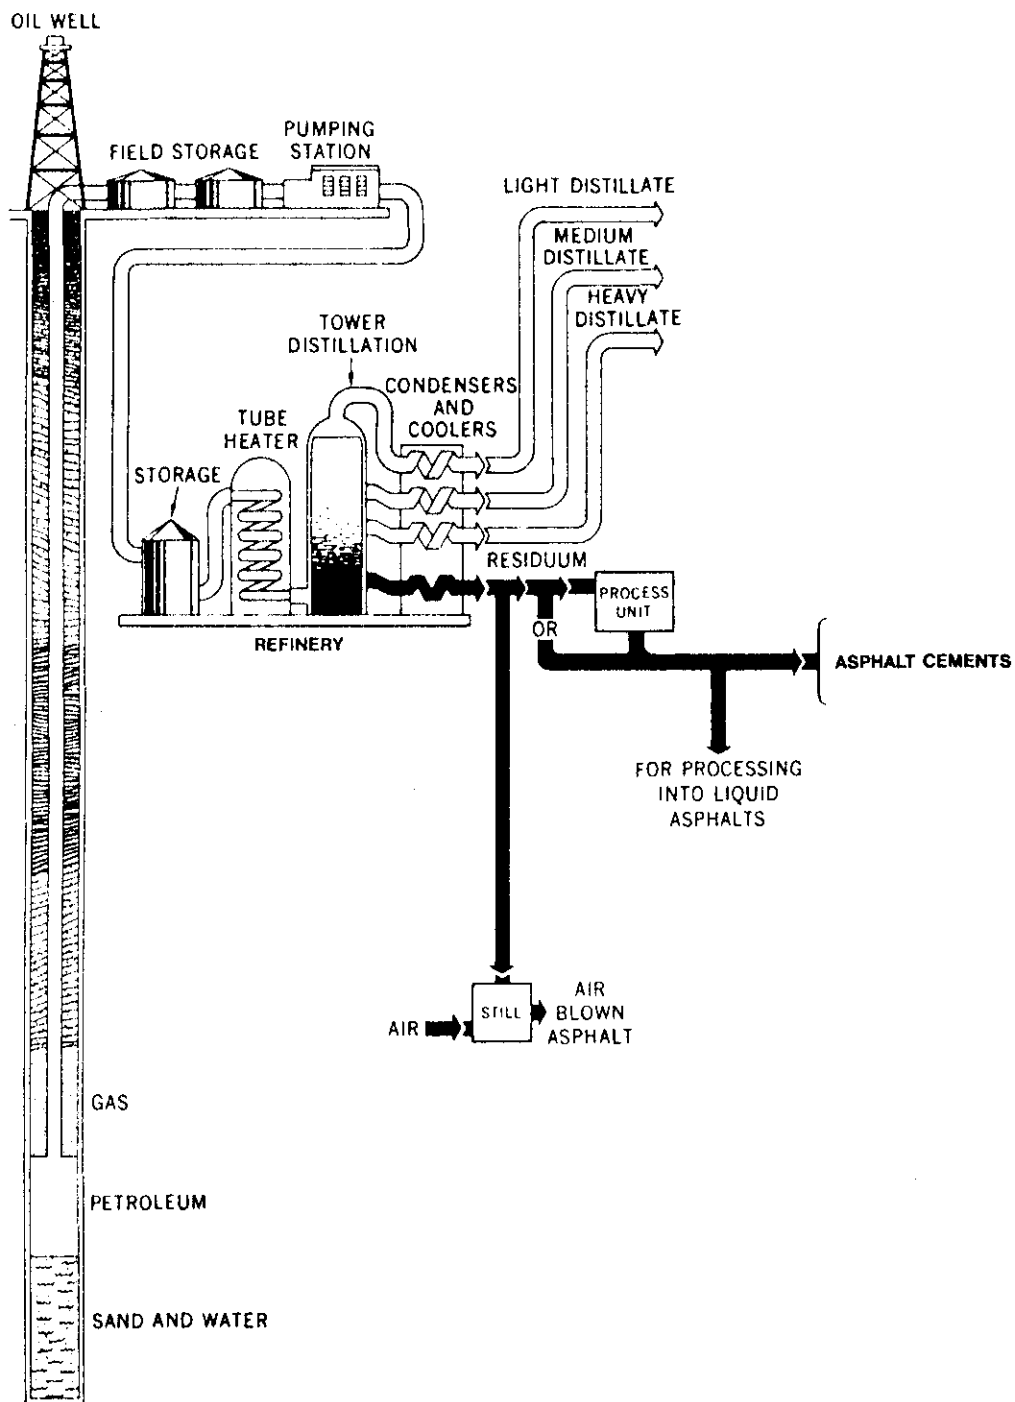 OIL WELL
FIELD STORAGE
PUMPING
STATION
LIGHT DISTILLATE
MEDIUM
DISTILLATE
HEAVY
DISTILLATE
TOWER
DISTILLATION
CONDENSERS
AND
COOLERS
TUBE
HEATER
STORAGE
RESIDUUM
PROCESS
UNIT
OR
REFINERY
ASPHALT CEMENTS
FOR PROCESSING
INTO LIQUID
ASPHALTS
STILL
AIR
BLOWN
ASPHALT
AIR
GAS
PETROLEUM
SAND AND WATER